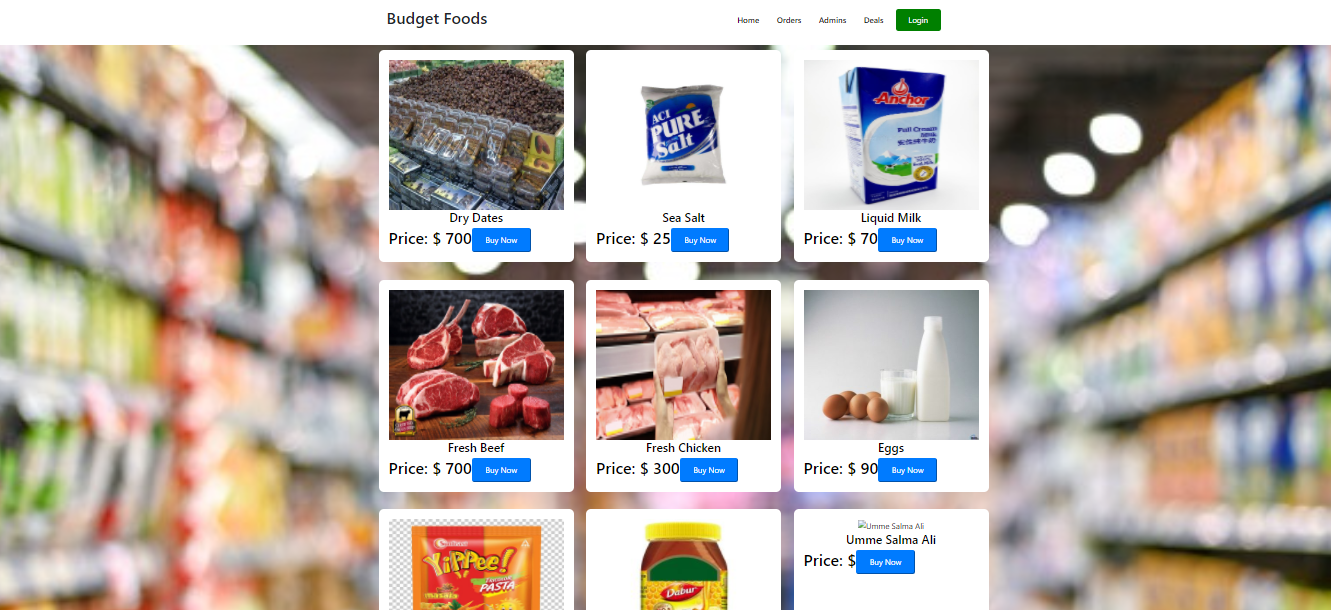 Budget Foods
Home Orders Admins Deals Login
ACI
PURE
Salt
Anchor
Full Cream
Dry Dates
Sea Salt
Liquid Milk
Price: $ 700 Buy Now
Price: $ 25 Buy Now
Price: $ 70 Buy Now
Fresh Beef
Fresh Chicken
Eggs
Price: $ 700 Buy Now
Price: $ 300 Buy Now
Price: $ 90 Buy Now
YiPPee!
PASTA
masala
Dabur
Umme Salma Ali
Umme Salma Ali
Price: $ Buy Now